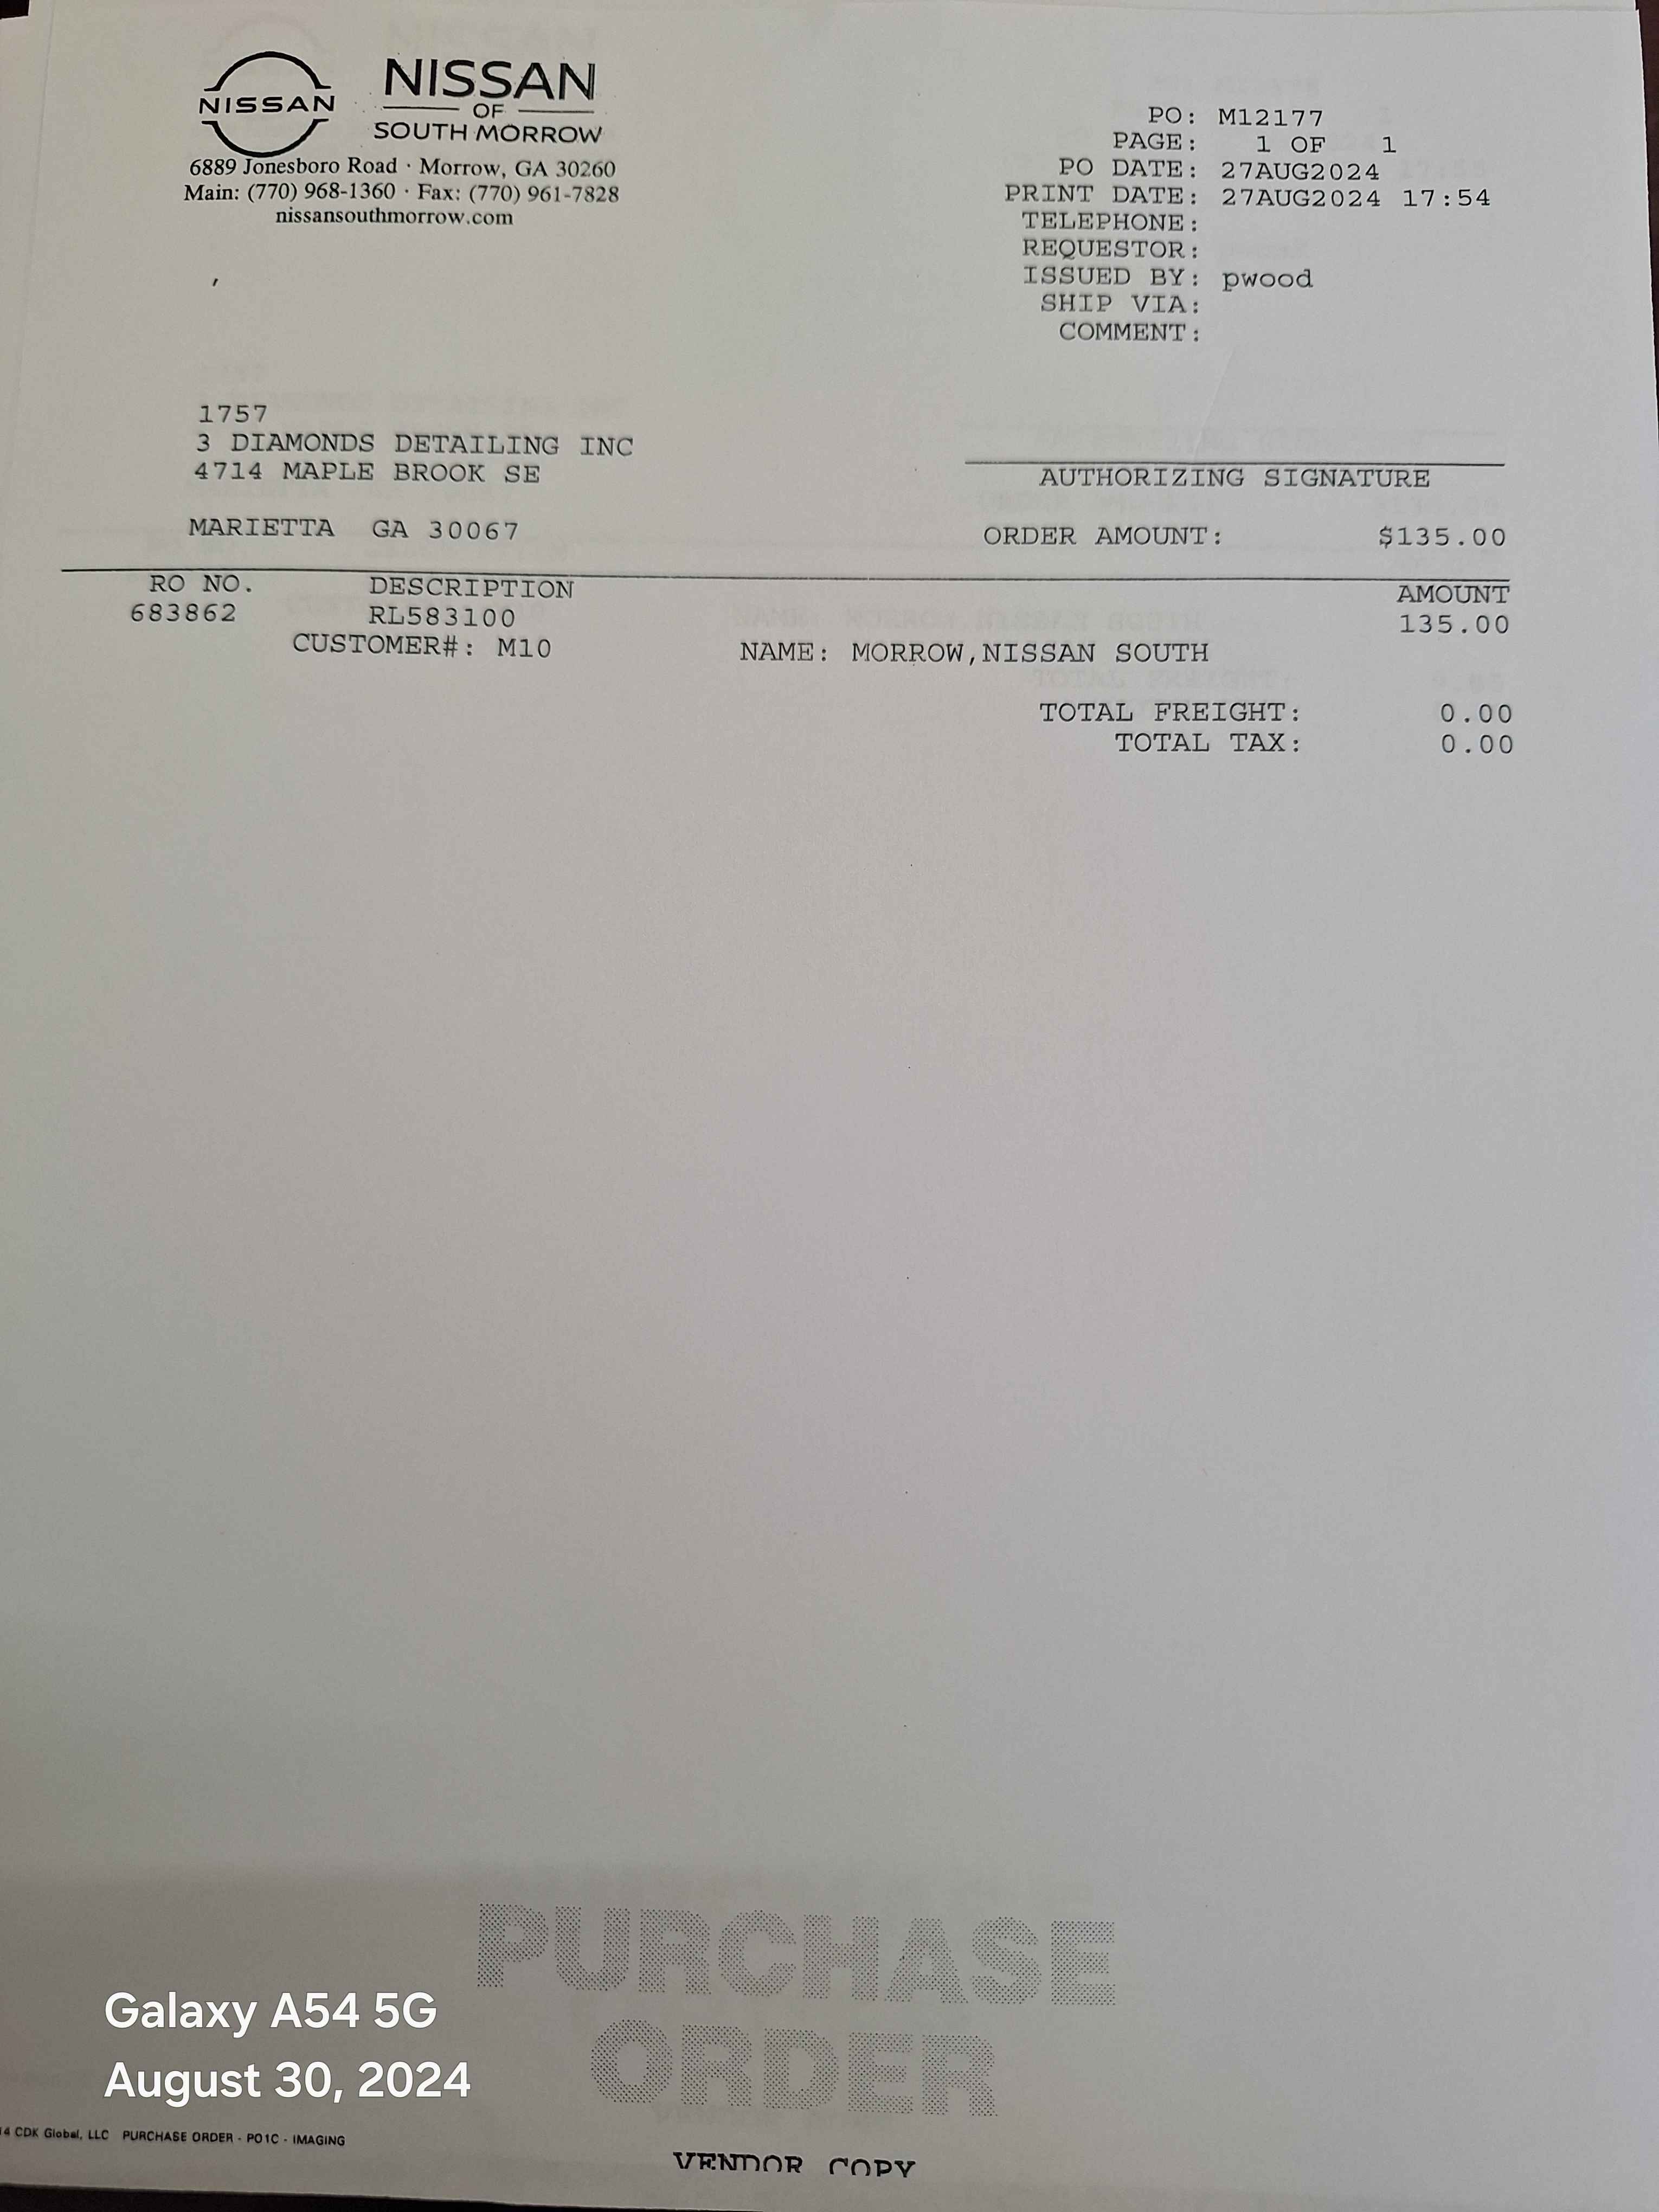 NISSAN
NISSAN
OF
SOUTH MORROW
6889 Jonesboro Road · Morrow, GA 30260
Main: (770) 968-1360 · Fax: (770) 961-7828
nissansouthmorrow.com
PO: M12177
PAGE: 1 OF 1
PO DATE: 27AUG2024
PRINT DATE: 27AUG2024 17:54
TELEPHONE:
REQUESTOR:
ISSUED BY: pwood
SHIP VIA:
COMMENT:
,
1757
3 DIAMONDS DETAILING INC
4714 MAPLE BROOK SE
MARIETTA GA 30067
AUTHORIZING SIGNATURE
ORDER AMOUNT: $135.00
RO NO. DESCRIPTION AMOUNT
683862 RL583100 135.00
CUSTOMER#: M10 NAME: MORROW,NISSAN SOUTH
TOTAL FREIGHT: 0.00
TOTAL TAX: 0.00
PURCHASE
ORDER
Galaxy A54 5G
August 30, 2024
4 CDK Global, LLC PURCHASE ORDER - PO1C - IMAGING
VENDOR COPY